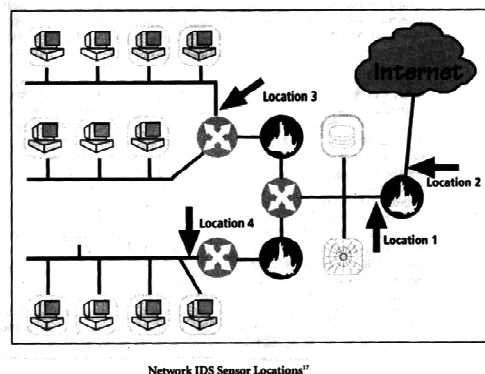 Internet
Location 3
Location 2
Location 4
Location 1
Network IDS Sensor Locations¹⁷